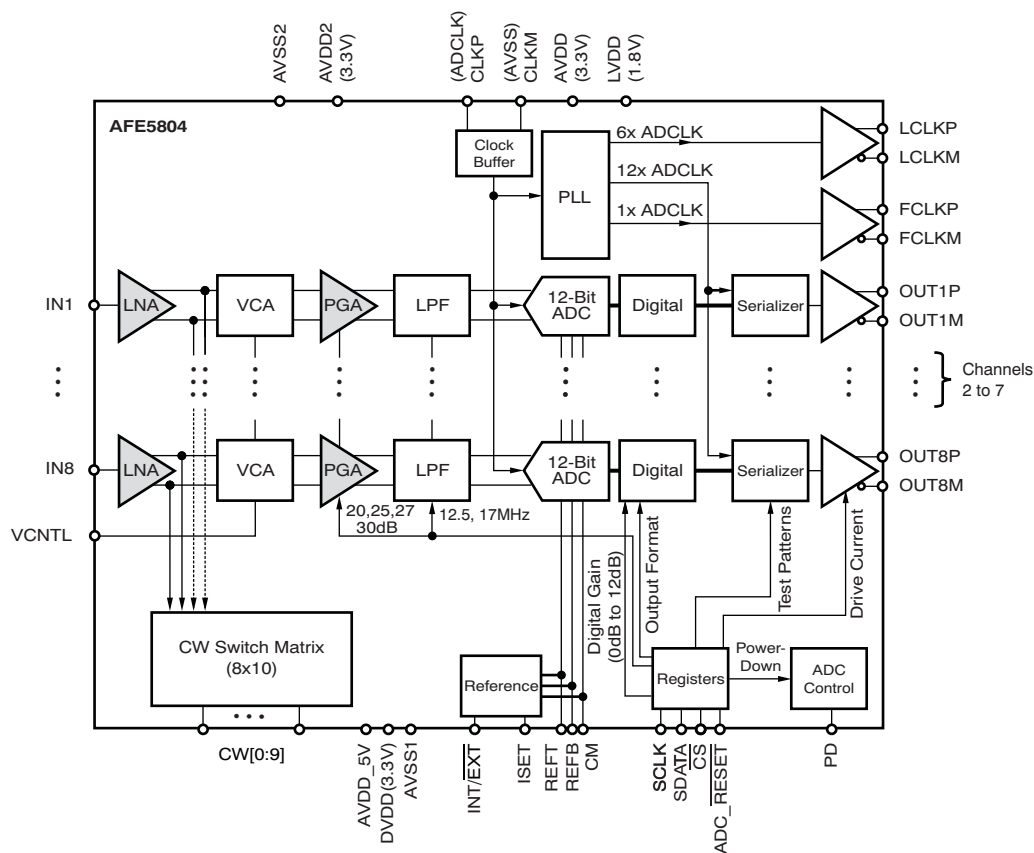 AVSS2
AVDD2
(3.3V)
(ADCLK)
CLKP
(AVSS)
CLKM
AVDD
(3.3V)
LVDD
(1.8V)
AFE5804
Clock
Buffer
PLL
6x ADCLK
12x ADCLK
1x ADCLK
LCLKP
LCLKM
FCLKP
FCLKM
IN1
LNA
VCA
PGA
LPF
12-Bit
ADC
Digital
Serializer
OUT1P
OUT1M
Channels
2 to 7
IN8
LNA
VCA
PGA
LPF
12-Bit
ADC
Digital
Serializer
OUT8P
OUT8M
VCNTL
20,25,27
30dB
12.5, 17MHz
Digital Gain
(0dB to 12dB)
Output Format
Test Patterns
Drive Current
CW Switch Matrix
(8x10)
Reference
Registers
Power-
Down
ADC
Control
CW[0:9]
AVDD_5V
DVDD(3.3V)
AVSS1
INT/EXT
ISET
REFT
REFB
CM
SCLK
SDATA
CS
ADC_RESET
PD